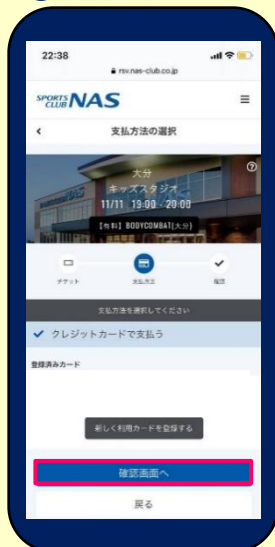 22:38
rsv.nas-club.co.jp
SPORTS CLUB NAS
支払方法の選択
大分
キッズスタジオ
11/11 19:00 - 20:00
【有料】BODYCOMBAT(大分)
チケット
支払方法
確認
支払方法を選択してください
クレジットカードで支払う
登録済みカード
新しく利用カードを登録する
確認画面へ
戻る